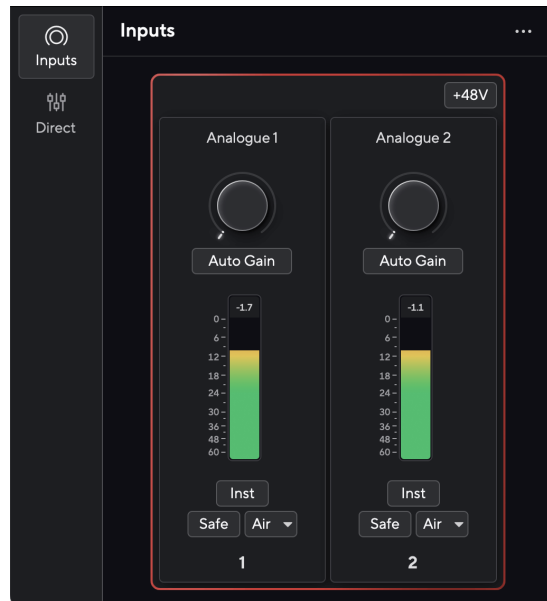 Inputs
Inputs
...
Direct
+48V
Analogue 1
Analogue 2
Auto Gain
Auto Gain
-1.7
-1.1
0
0
6
6
12
12
18
18
24
24
30
30
36
36
48
48
60
60
Inst
Inst
Safe Air
Safe Air
1
2